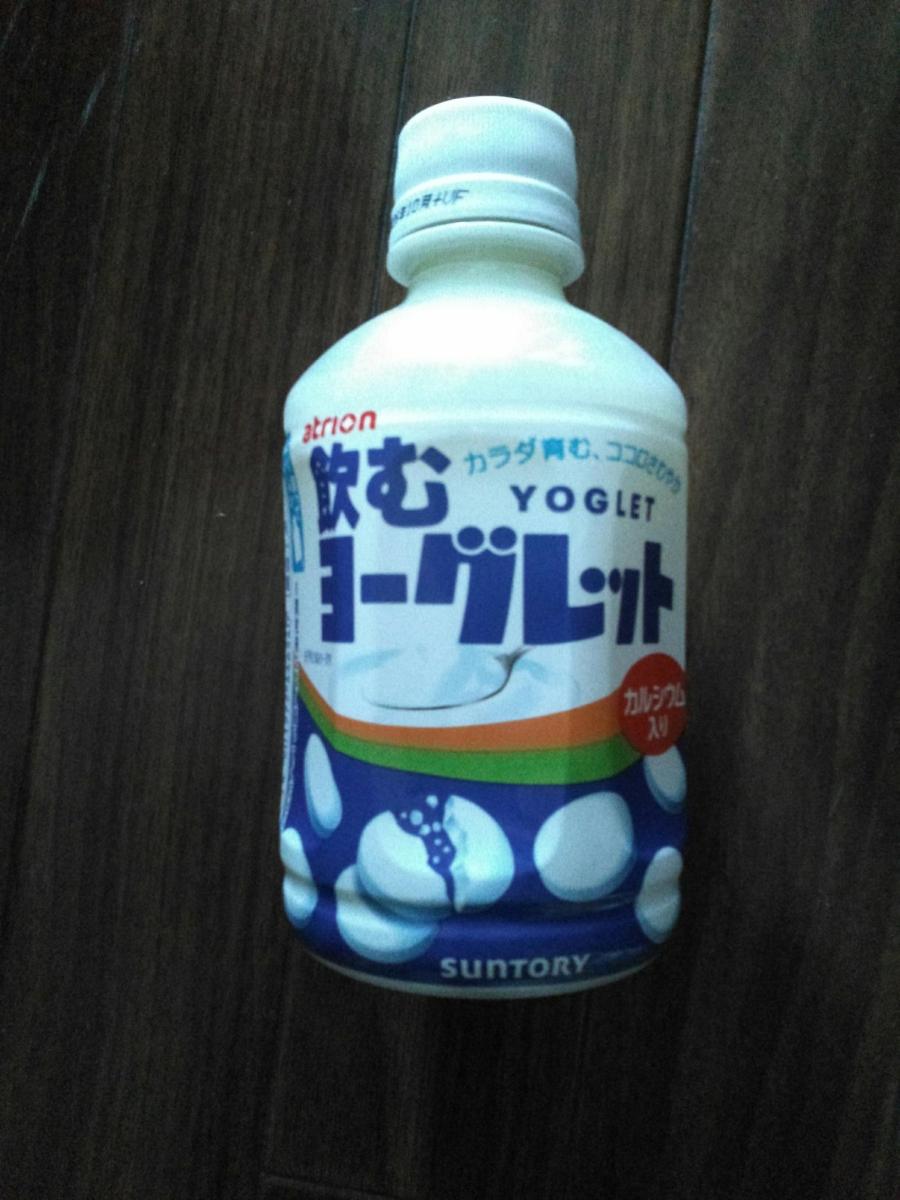 atrion
飲む
カラダ育む、ココロさわやか
YOGLET
ヨーグレット
カルシウム
入り
SUNTORY